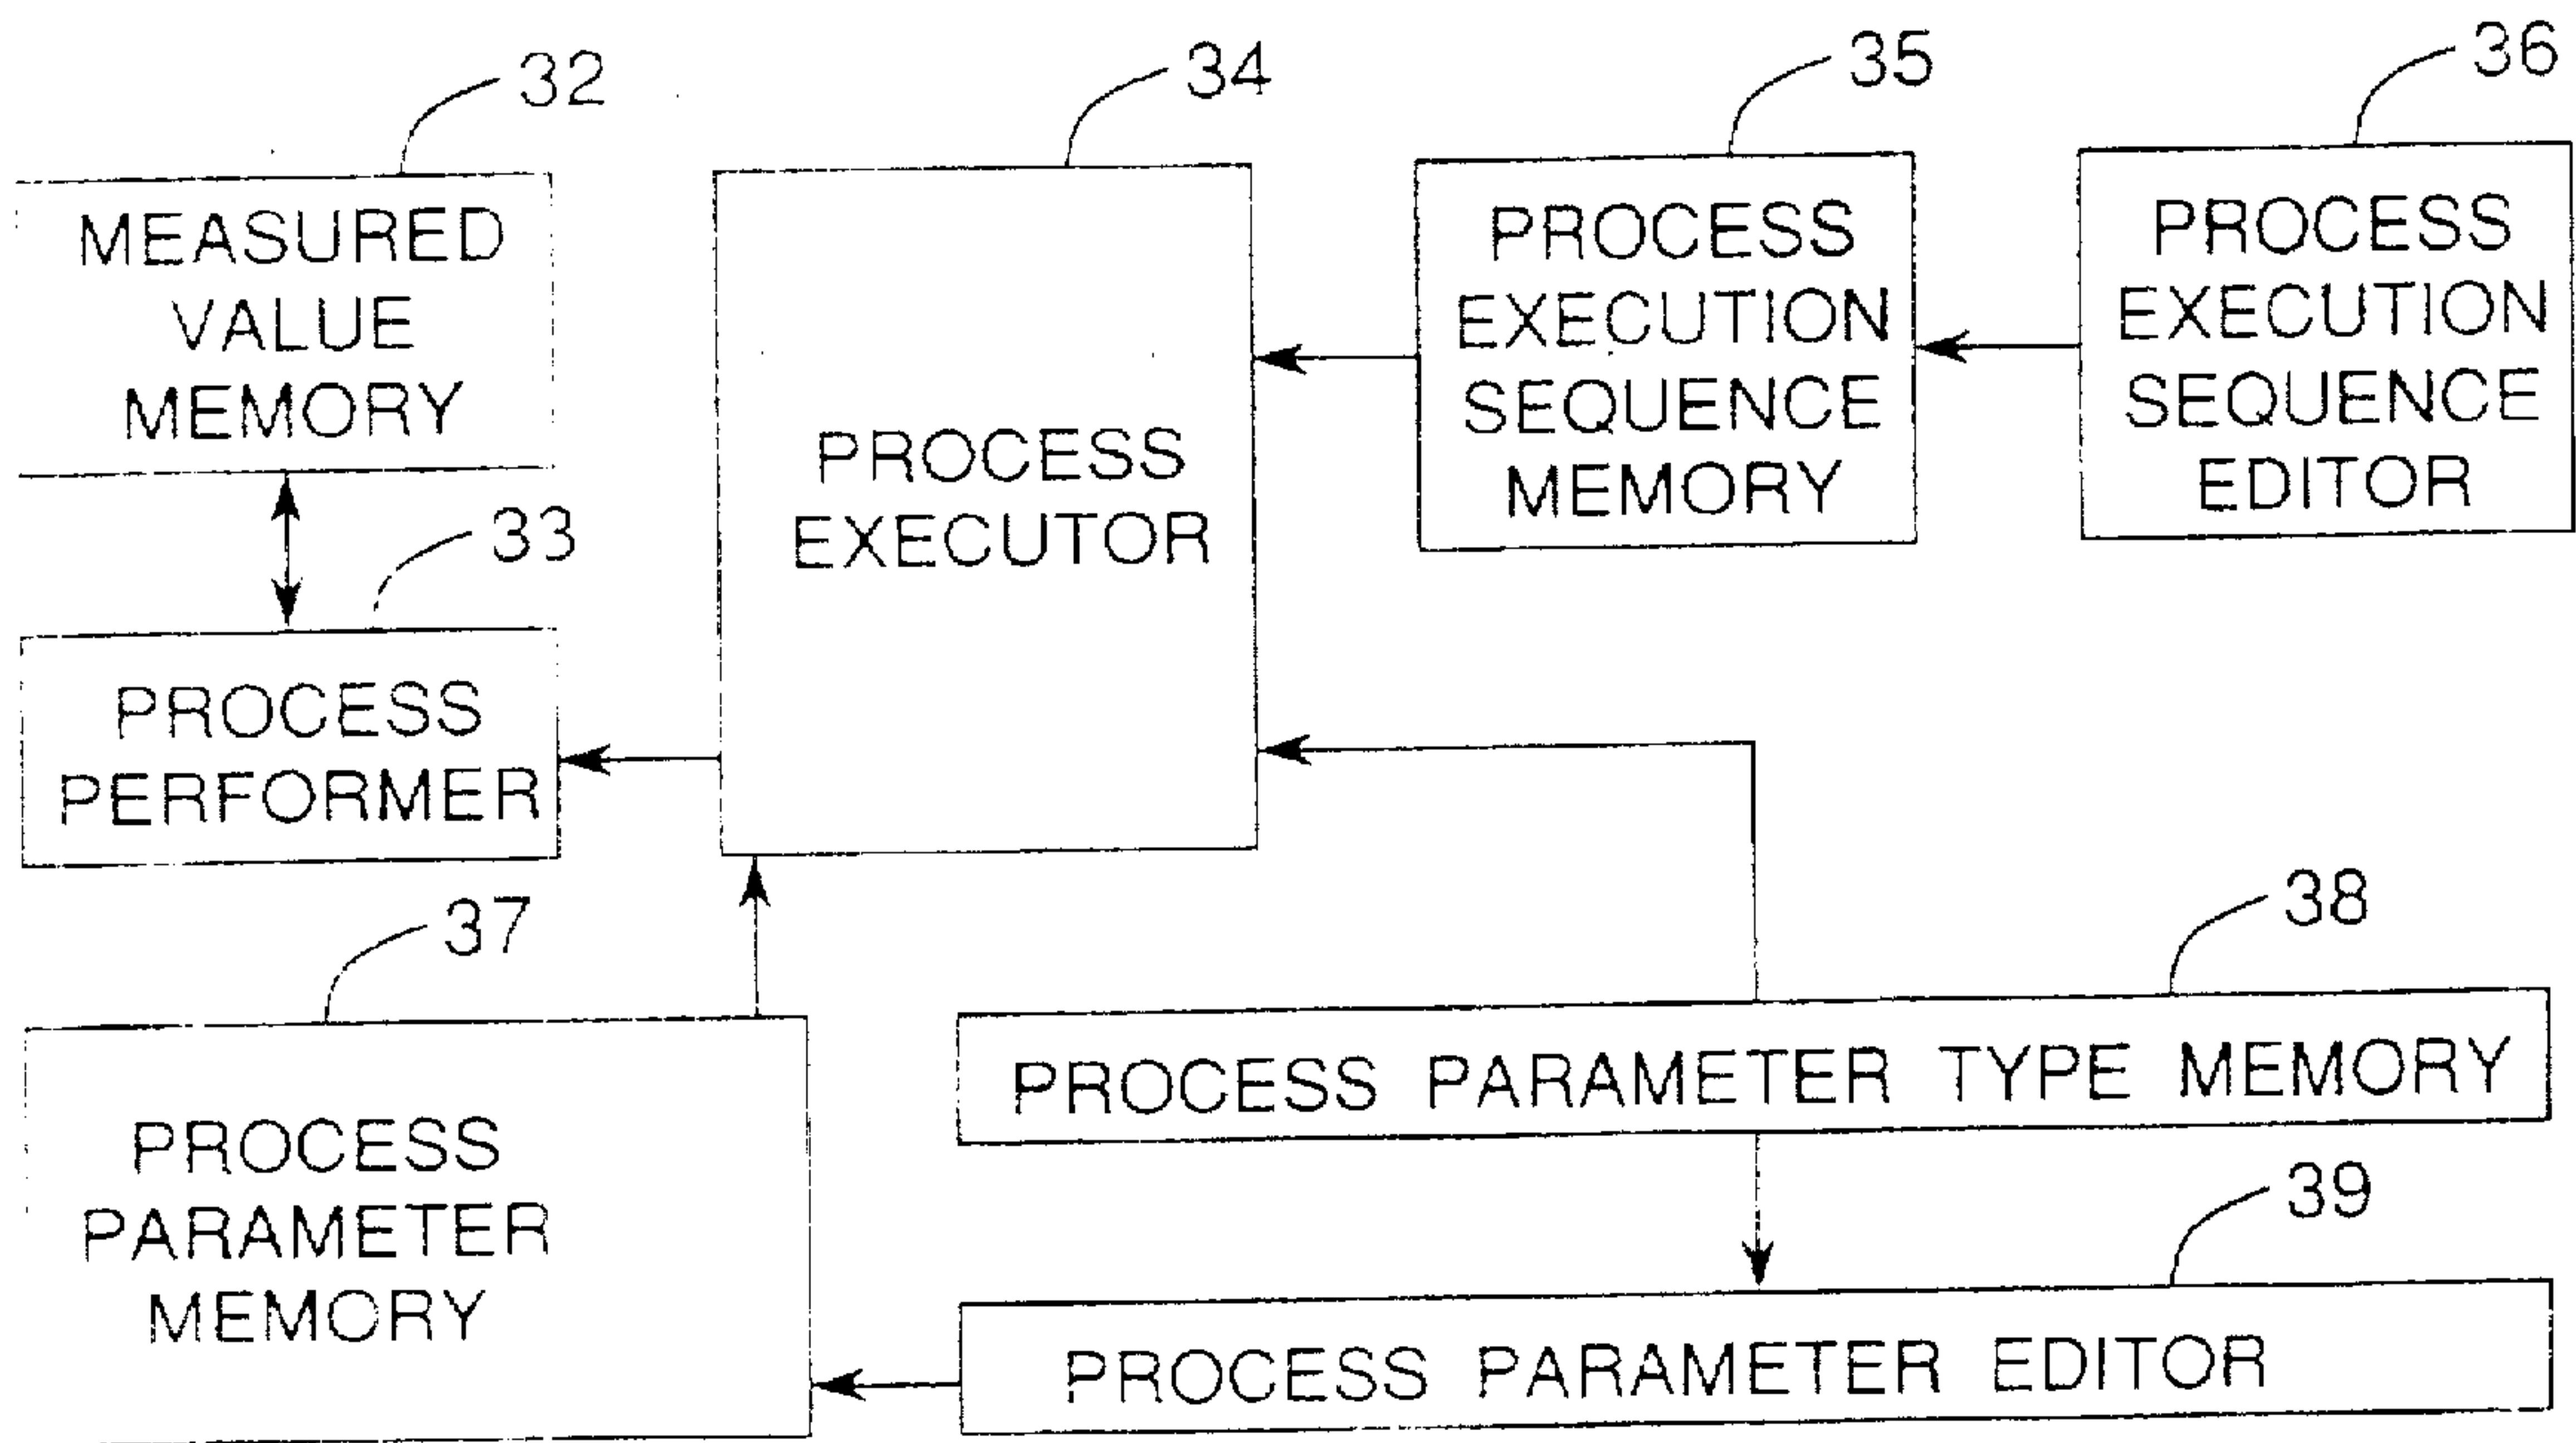 32
MEASURED
VALUE
MEMORY
33
PROCESS
PERFORMER
34
PROCESS
EXECUTOR
35
PROCESS
EXECUTION
SEQUENCE
MEMORY
36
PROCESS
EXECUTION
SEQUENCE
EDITOR
37
PROCESS
PARAMETER
MEMORY
38
PROCESS PARAMETER TYPE MEMORY
39
PROCESS PARAMETER EDITOR